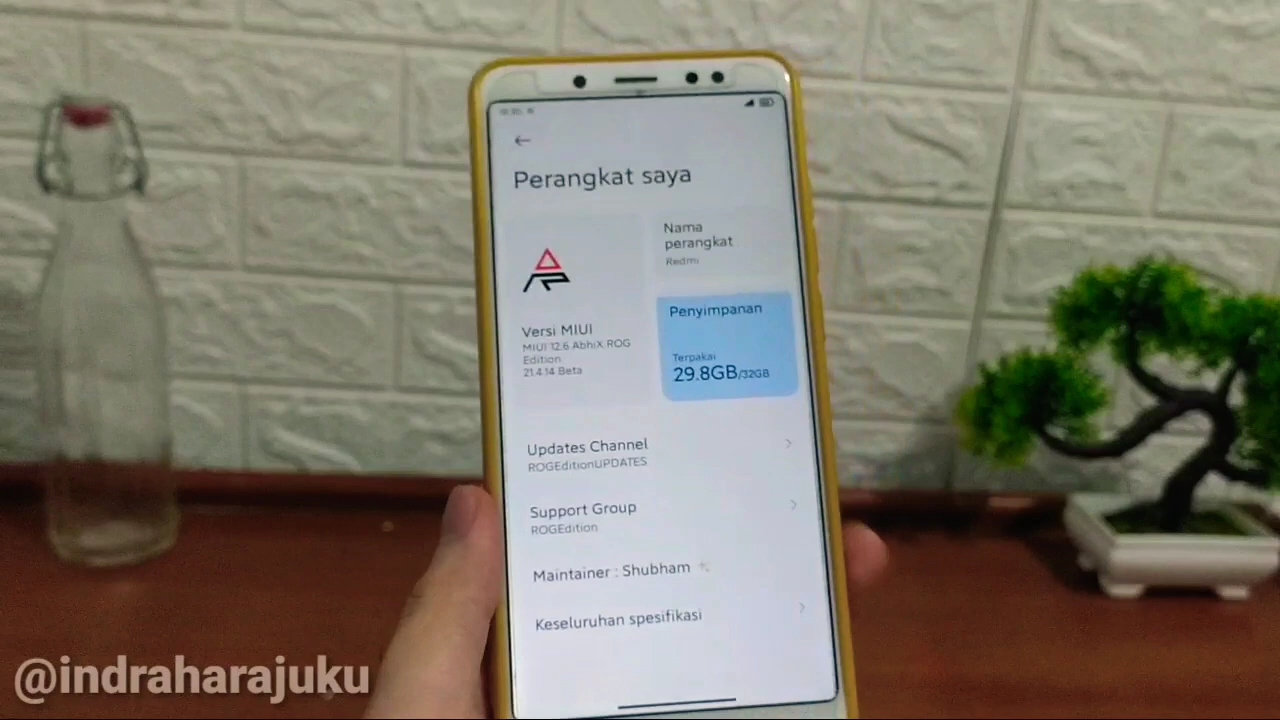 Perangkat saya
Nama
perangkat
Redmi
Versi MIUI
MIUI 12.6 AbhiX ROG
Edition
21.4.14 Beta
Penyimpanan
Terpakai
29.8GB/32GB
Updates Channel
ROGEditionUPDATES
Support Group
ROGEdition
Maintainer : Shubham
Keseluruhan spesifikasi
@indraharajuku